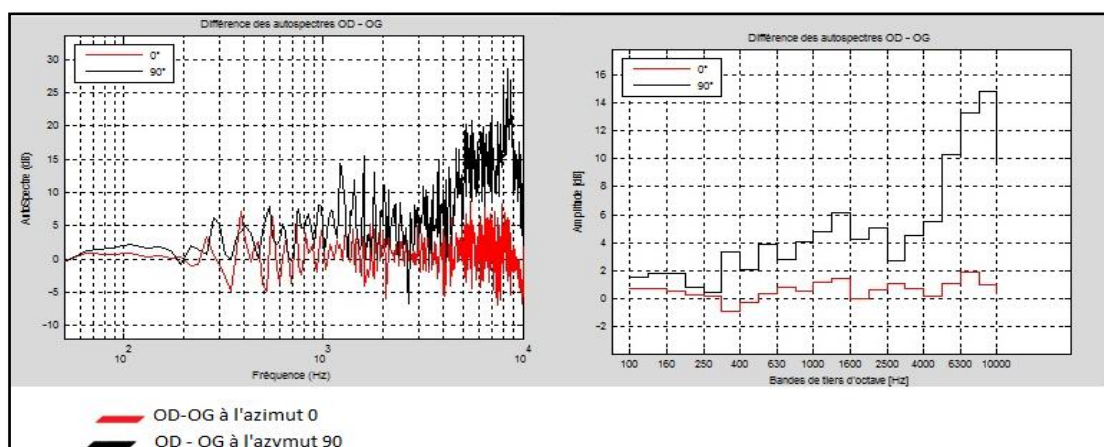 Différence des autospectres OD - OG
0°
90°
AutoSpectre (dB)
30
25
20
15
10
5
0
-5
-10
10^2
10^3
10^4
Fréquence (Hz)
Différence des autospectres OD - OG
0°
90°
Amplitude [dB]
16
14
12
10
8
6
4
2
0
-2
100 160 250 400 630 1000 1600 2500 4000 6300 10000
Bandes de tiers d'octave [Hz]
OD-OG à l'azimut 0
OD - OG à l'azymut 90